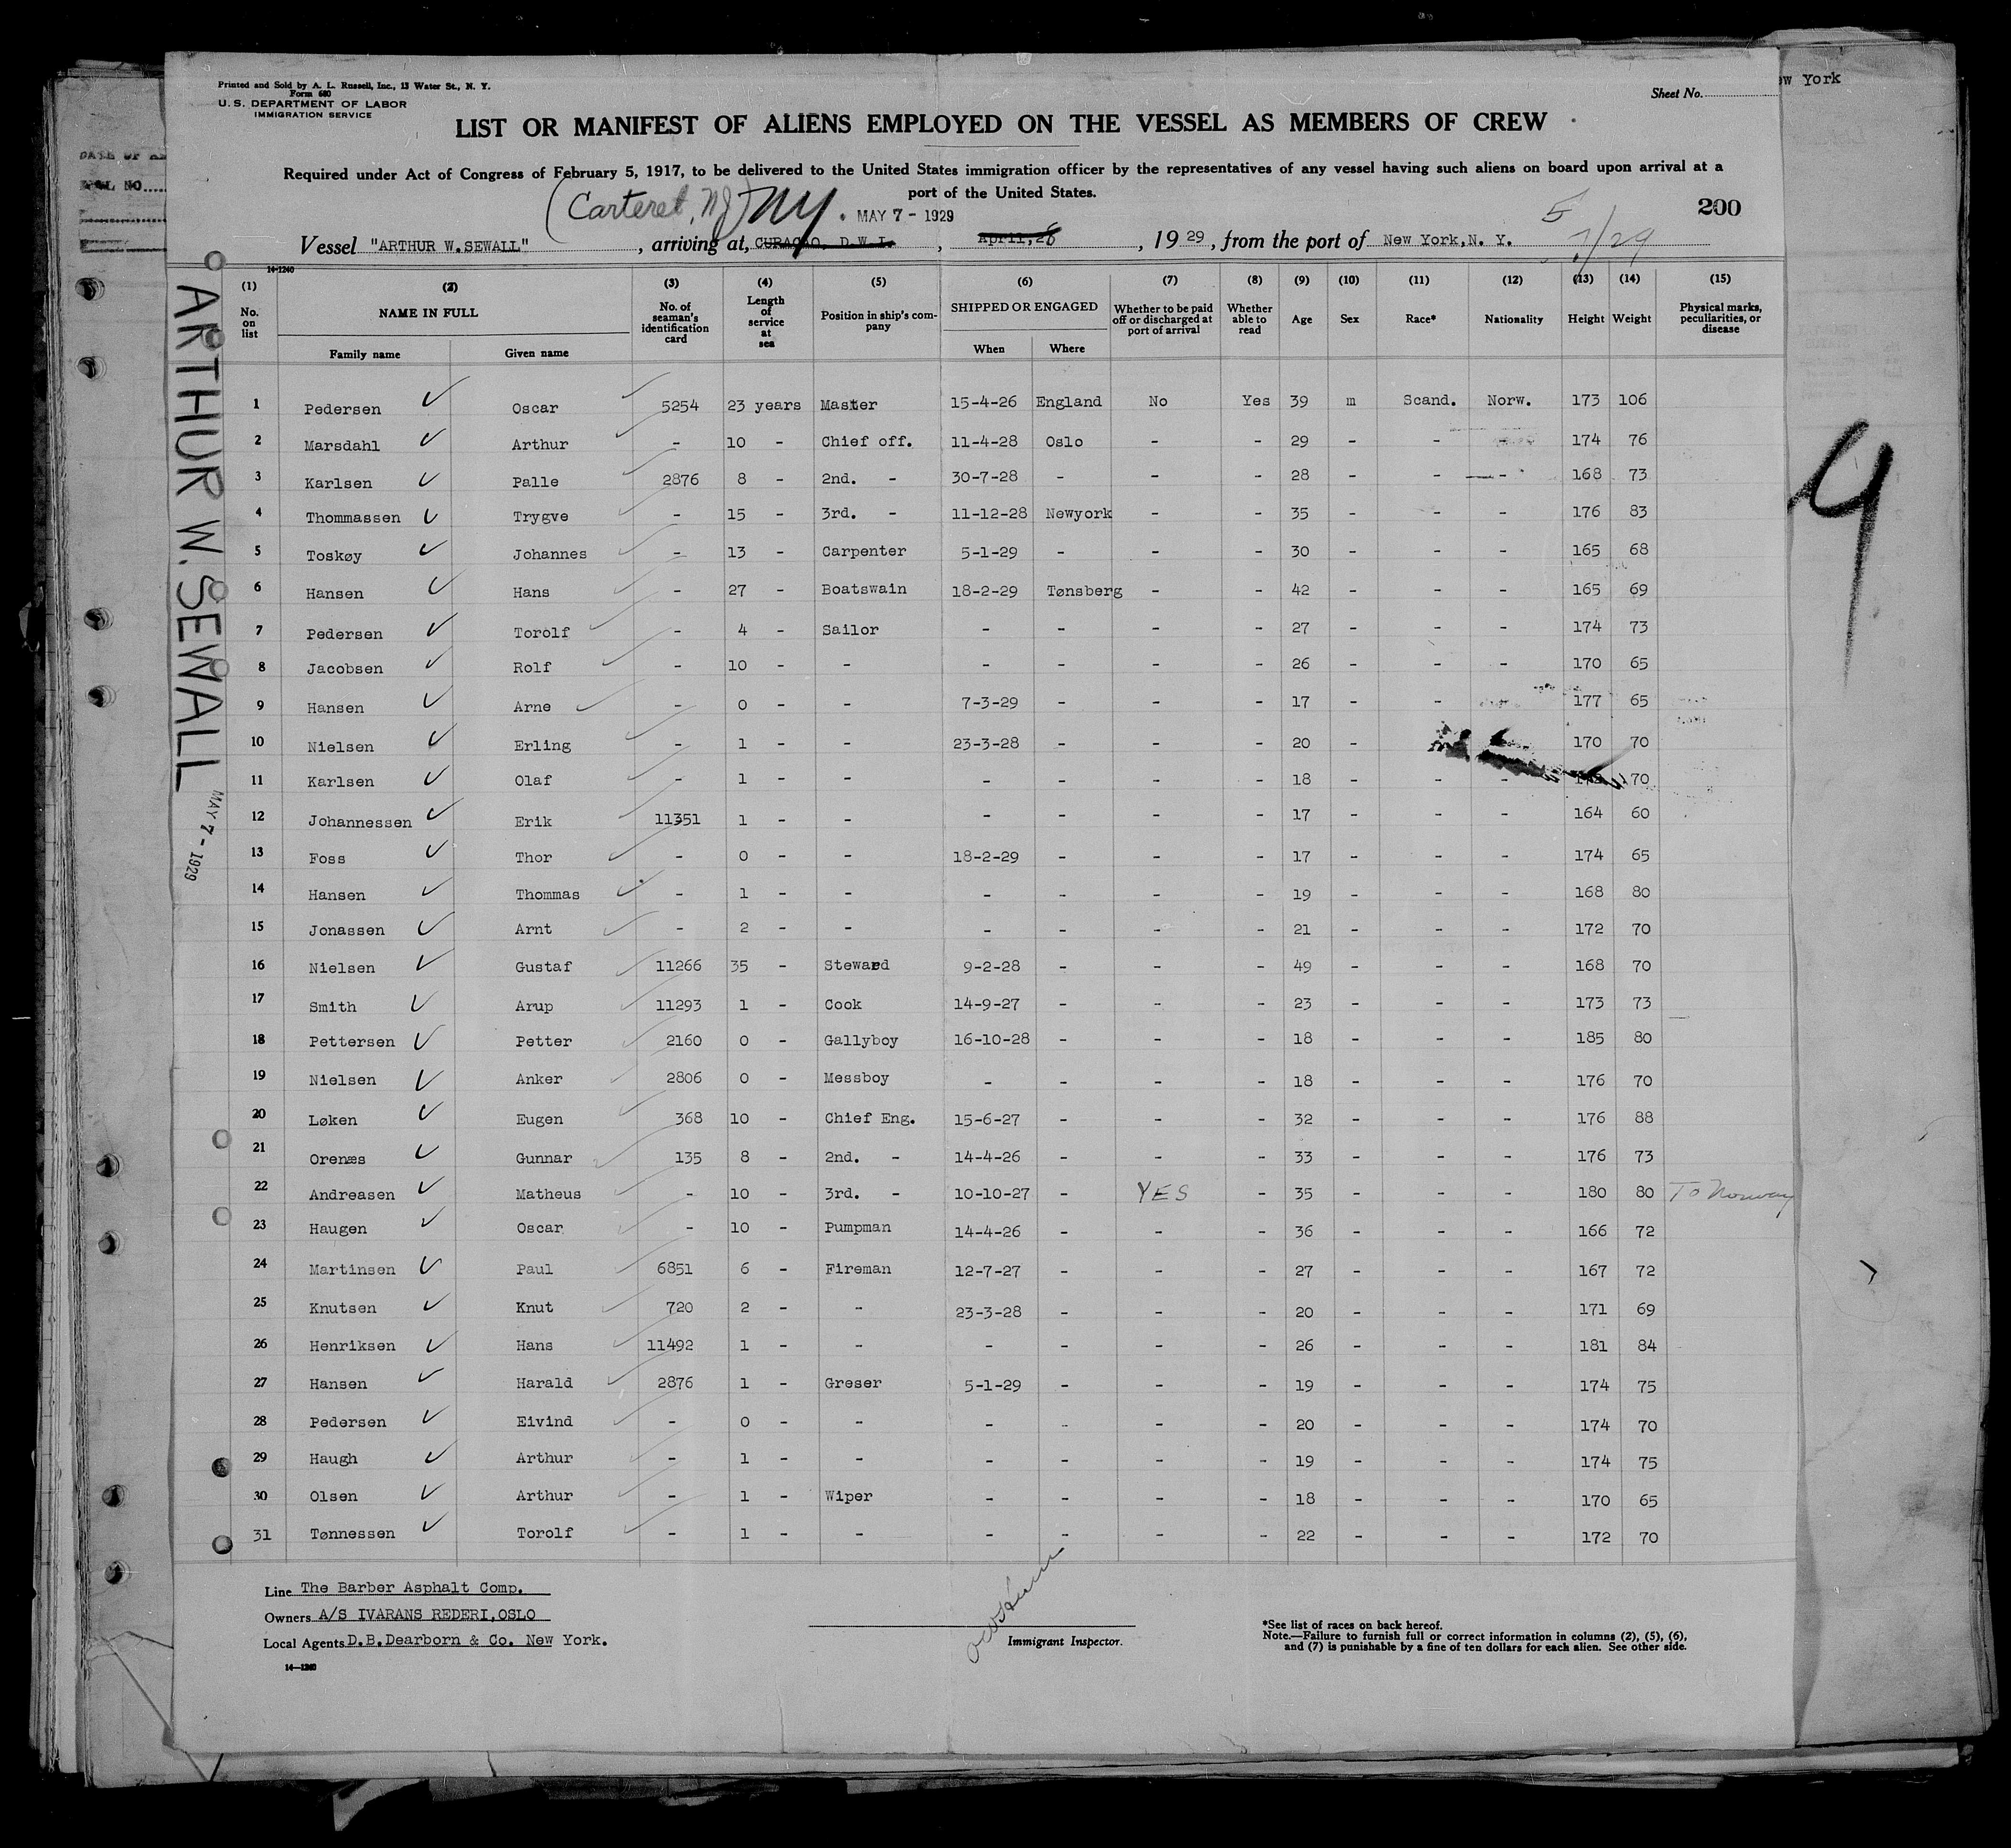 ew York
Printed and Sold by A. L. Russell, Inc., 13 Water St., N. Y.
Form 680
U. S. DEPARTMENT OF LABOR
IMMIGRATION SERVICE
Sheet No.
LIST OR MANIFEST OF ALIENS EMPLOYED ON THE VESSEL AS MEMBERS OF CREW
Required under Act of Congress of February 5, 1917, to be delivered to the United States immigration officer by the representatives of any vessel having such aliens on board upon arrival at a
port of the United States.
(Carteret, NJ) NY. MAY 7 - 1929
200
5/7/29
Vessel "ARTHUR W.SEWALL", arriving at, CURAÇAO. D.W.I., April,26, 1929, from the port of New York,N. Y.
ARTHUR W. SEWALL
MAY 7 - 1929
4
14-1240
(1) (2) (3) (4) (5) (6) (7) (8) (9) (10) (11) (12) (13) (14) (15)
No. on list NAME IN FULL No. of seaman's identification card Length of service at sea Position in ship's company SHIPPED OR ENGAGED Whether to be paid off or discharged at port of arrival Whether able to read Age Sex Race* Nationality Height Weight Physical marks, peculiarities, or disease
Family name Given name When Where
1 Pedersen Oscar 5254 23 years Master 15-4-26 England No Yes 39 m Scand. Norw. 173 106
2 Marsdahl Arthur - 10 - Chief off. 11-4-28 Oslo - - 29 - - 174 76
3 Karlsen Palle 2876 8 - 2nd. - 30-7-28 - - - 28 - - - 168 73
4 Thommassen Trygve - 15 - 3rd. - 11-12-28 Newyork - - 35 - - - 176 83
5 Toskøy Johannes - 13 - Carpenter 5-1-29 - - - 30 - - - 165 68
6 Hansen Hans - 27 - Boatswain 18-2-29 Tønsberg - - 42 - - - 165 69
7 Pedersen Torolf - 4 - Sailor - - - - 27 - - - 174 73
8 Jacobsen Rolf - 10 - - - - - - 26 - - - 170 65
9 Hansen Arne - 0 - - 7-3-29 - - - 17 - - 177 65
10 Nielsen Erling - 1 - - 23-3-28 - - - 20 - 170 70
11 Karlsen Olaf - 1 - - - - - - 18 - - - 70
12 Johannessen Erik 11351 1 - - - - - - 17 - - - 164 60
13 Foss Thor - 0 - - 18-2-29 - - - 17 - - - 174 65
14 Hansen Thommas - 1 - - - - - - 19 - - - 168 80
15 Jonassen Arnt - 2 - - - - - - 21 - - - 172 70
16 Nielsen Gustaf 11266 35 - Steward 9-2-28 - - - 49 - - - 168 70
17 Smith Arup 11293 1 - Cook 14-9-27 - - - 23 - - - 173 73
18 Pettersen Petter 2160 0 - Gallyboy 16-10-28 - - - 18 - - - 185 80
19 Nielsen Anker 2806 0 - Messboy - - - - 18 - - - 176 70
20 Løken Eugen 368 10 - Chief Eng. 15-6-27 - - - 32 - - - 176 88
21 Orenæs Gunnar 135 8 - 2nd. - 14-4-26 - - - 33 - - - 176 73
22 Andreasen Matheus - 10 - 3rd. - 10-10-27 - YES - 35 - - - 180 80 To Norway
23 Haugen Oscar - 10 - Pumpman 14-4-26 - - - 36 - - - 166 72
24 Martinsen Paul 6851 6 - Fireman 12-7-27 - - - 27 - - - 167 72
25 Knutsen Knut 720 2 - - 23-3-28 - - - 20 - - - 171 69
26 Henriksen Hans 11492 1 - - - - - - 26 - - - 181 84
27 Hansen Harald 2876 1 - Greser 5-1-29 - - - 19 - - - 174 75
28 Pedersen Eivind - 0 - - - - - - 20 - - - 174 70
29 Haugh Arthur - 1 - - - - - - 19 - - - 174 75
30 Olsen Arthur - 1 - Wiper - - - - 18 - - - 170 65
31 Tønnessen Torolf - 1 - - - - - - 22 - - - 172 70
Line The Barber Asphalt Comp.
Owners A/S IVARANS REDERI,OSLO
Local Agents D.B.Dearborn & Co. New York.
14—1240
Immigrant Inspector.
*See list of races on back hereof.
Note.—Failure to furnish full or correct information in columns (2), (5), (6),
and (7) is punishable by a fine of ten dollars for each alien. See other side.